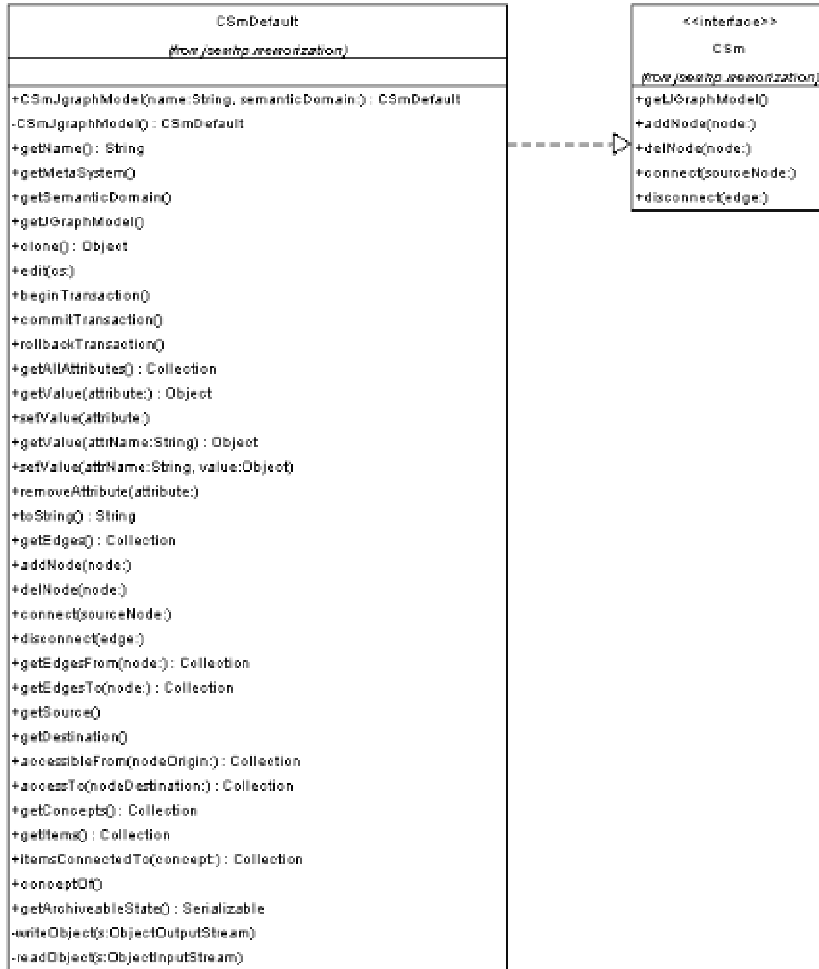 CSmDefault
(from jsemhp.memorization)
+CSmJgraphModel(name:String, semanticDomain:) : CSmDefault
-CSmJgraphModel() : CSmDefault
+getName() : String
+getMetaSystem()
+getSemanticDomain()
+getJGraphModel()
+clone() : Object
+edit(os:)
+beginTransaction()
+commitTransaction()
+rollbackTransaction()
+getAllAttributes() : Collection
+getValue(attribute:) : Object
+setValue(attribute:)
+getValue(attrName:String) : Object
+setValue(attrName:String, value:Object)
+removeAttribute(attribute:)
+toString() : String
+getEdges() : Collection
+addNode(node:)
+delNode(node:)
+connect(sourceNode:)
+disconnect(edge:)
+getEdgesFrom(node:) : Collection
+getEdgesTo(node:) : Collection
+getSource()
+getDestination()
+accessibleFrom(nodeOrigin:) : Collection
+accessTo(nodeDestination:) : Collection
+getConcepts() : Collection
+getItems() : Collection
+itemsConnectedTo(concept:) : Collection
+conceptOf()
+getArchiveableState() : Serializable
-writeObject(s:ObjectOutputStream)
-readObject(s:ObjectInputStream)
<<interface>>
CSm
(from jsemhp.memorization)
+getJGraphModel()
+addNode(node:)
+delNode(node:)
+connect(sourceNode:)
+disconnect(edge:)